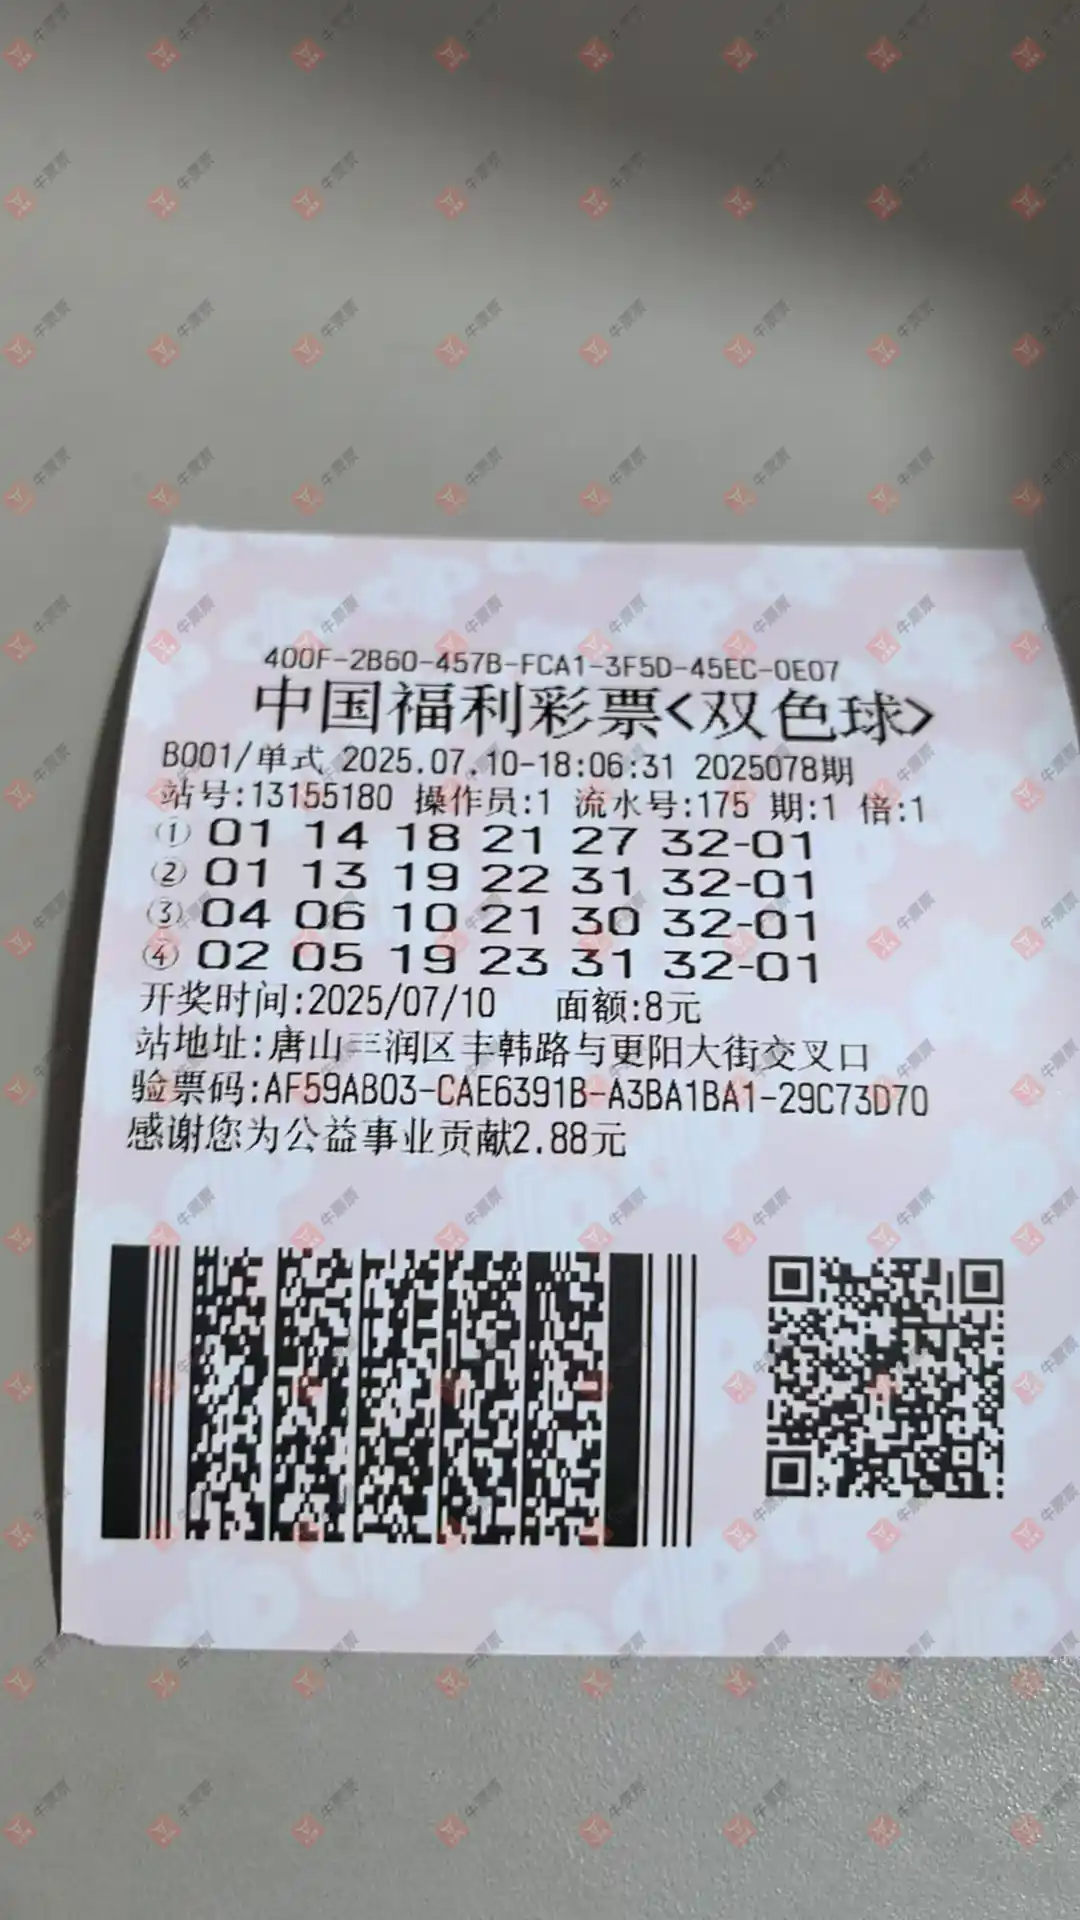 400F-2B60-457B-FCA1-3F5D-45EC-0E07
中国福利彩票<双色球>
B001/单式 2025.07.10-18:06:31 2025078期
站号:13155180 操作员:1 流水号:175 期:1 倍:1
① 01 14 18 21 27 32-01
② 01 13 19 22 31 32-01
③ 04 06 10 21 30 32-01
④ 02 05 19 23 31 32-01
开奖时间:2025/07/10 面额:8元
站地址:唐山丰润区丰韩路与更阳大街交叉口
验票码:AF59AB03-CAE6391B-A3BA1BA1-29C73D70
感谢您为公益事业贡献2.88元